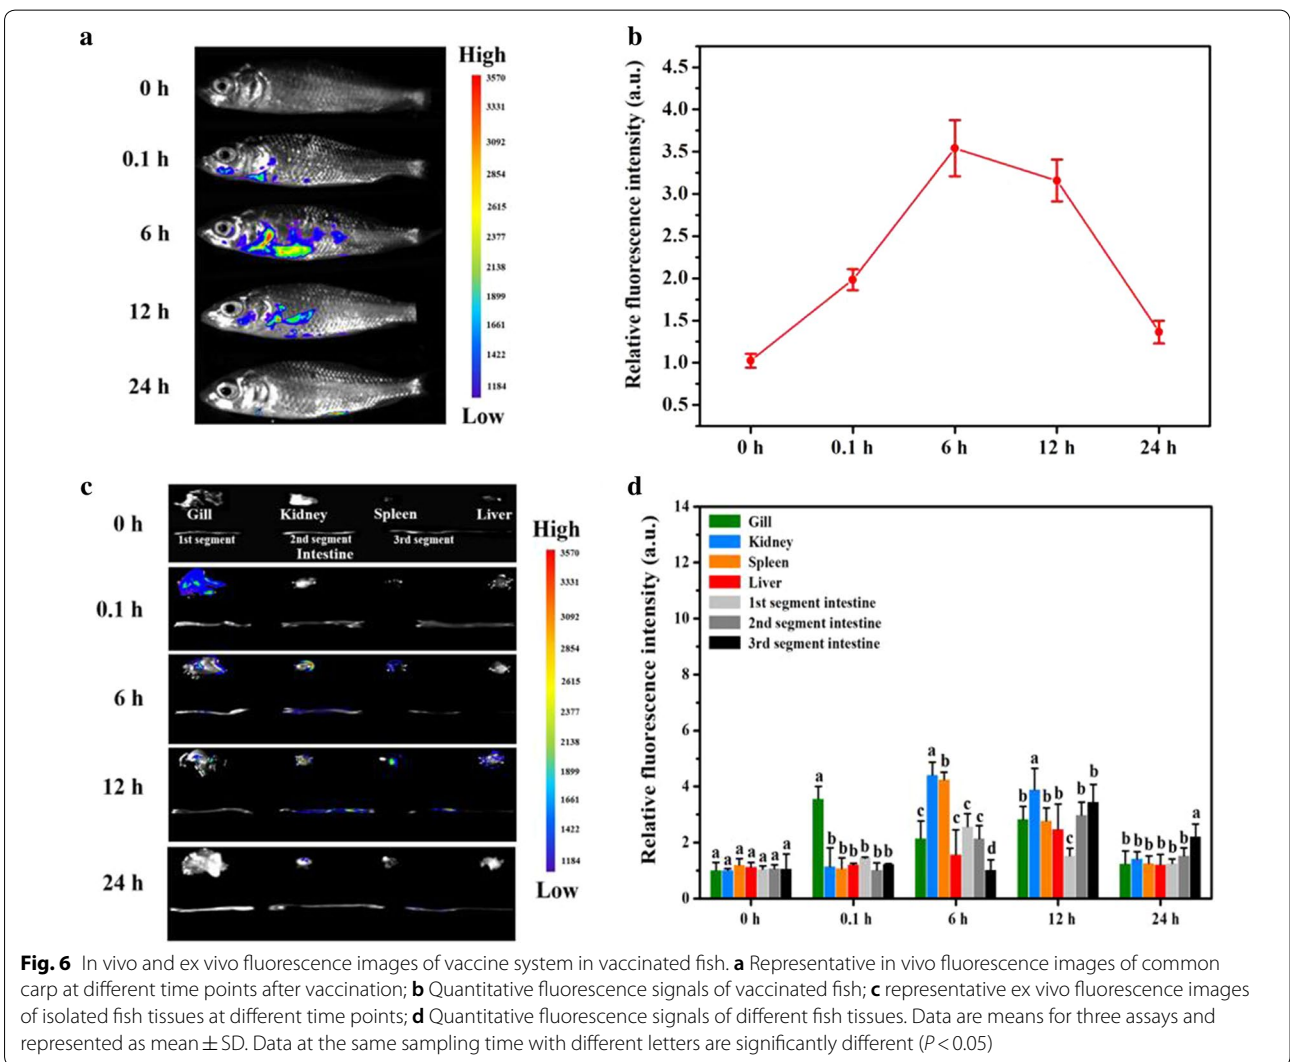 a
High
0 h
0.1 h
6 h
12 h
24 h
3570
3331
3092
2854
2615
2377
2138
1899
1661
1422
1184
Low
b
Relative fluorescence intensity (a.u.)
4.5
4.0
3.5
3.0
2.5
2.0
1.5
1.0
0.5
0 h 0.1 h 6 h 12 h 24 h
c
0 h
Gill Kidney Spleen Liver
1st segment 2nd segment 3rd segment
Intestine
0.1 h
6 h
12 h
24 h
High
3570
3331
3092
2854
2615
2377
2138
1899
1661
1422
1184
Low
d
Relative fluorescence intensity (a.u.)
14
12
10
8
6
4
2
0
Gill
Kidney
Spleen
Liver
1st segment intestine
2nd segment intestine
3rd segment intestine
a a a a a a a
a b b b b b b
c a b c c c d
b a b b c b b
b b b b b b a
0 h 0.1 h 6 h 12 h 24 h
Fig. 6 In vivo and ex vivo fluorescence images of vaccine system in vaccinated fish. a Representative in vivo fluorescence images of common
carp at different time points after vaccination; b Quantitative fluorescence signals of vaccinated fish; c representative ex vivo fluorescence images
of isolated fish tissues at different time points; d Quantitative fluorescence signals of different fish tissues. Data are means for three assays and
represented as mean ± SD. Data at the same sampling time with different letters are significantly different (P < 0.05)